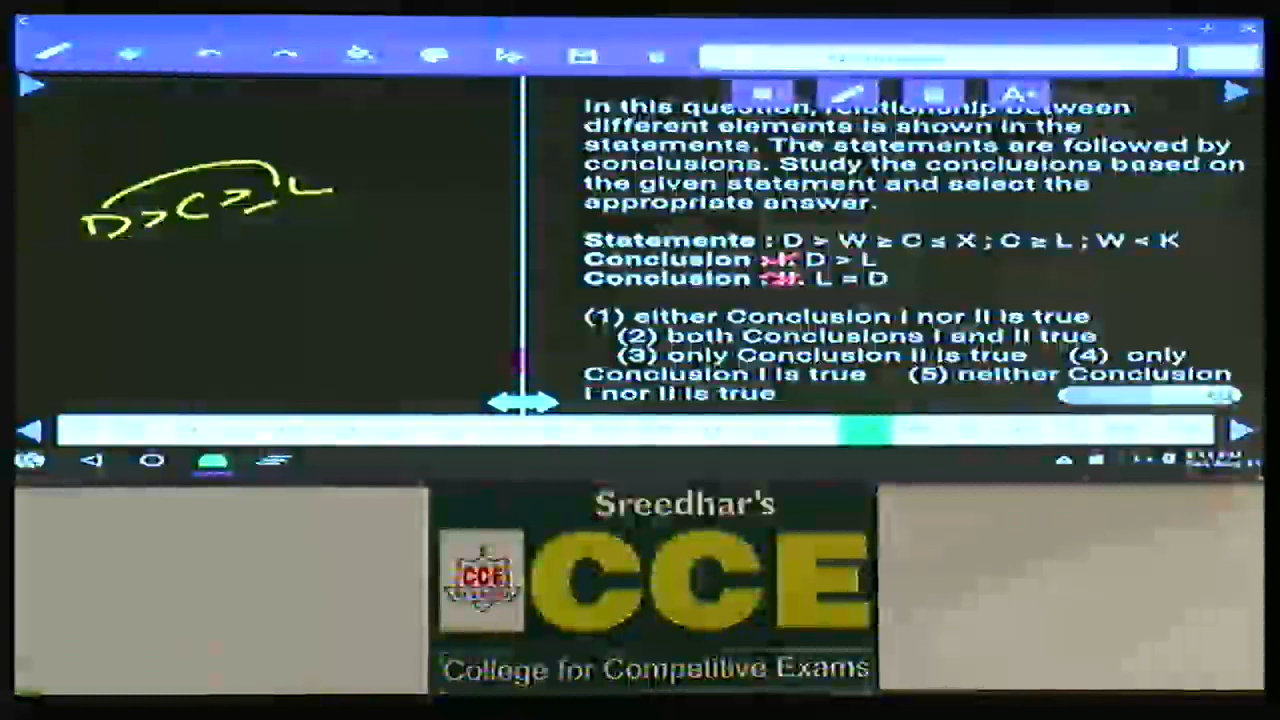 In this question, relationship between
different elements is shown in the
statements. The statements are followed by
conclusions. Study the conclusions based on
the given statement and select the
appropriate answer.
D > C ≥ L
Statements : D > W ≥ C ≤ X ; C ≥ L ; W < K
Conclusion D > L
Conclusion L = D
(1) either Conclusion I nor II is true
(2) both Conclusions I and II true
(3) only Conclusion II is true (4) only
Conclusion I is true (5) neither Conclusion
I nor II is true
Sreedhar's
CCE
CCE
College for Competitive Exams